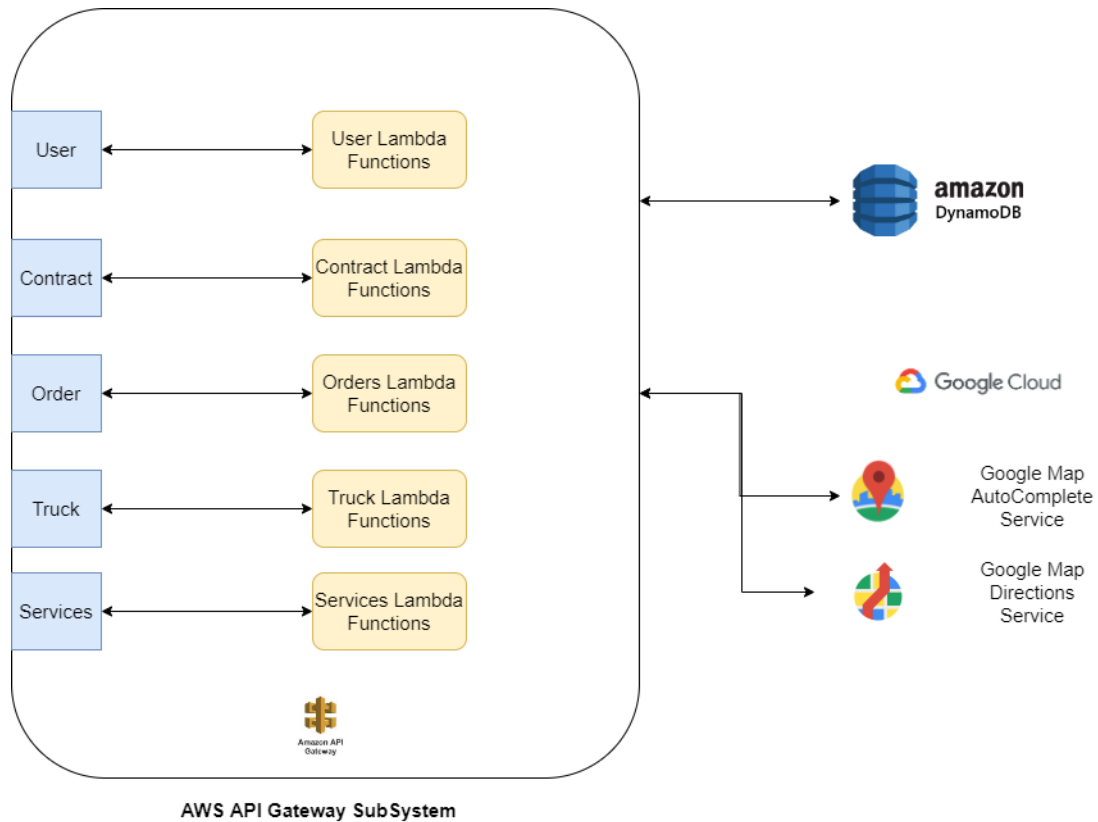 User
User Lambda
Functions
Contract
Contract Lambda
Functions
Order
Orders Lambda
Functions
Truck
Truck Lambda
Functions
Services
Services Lambda
Functions
Amazon API
Gateway
AWS API Gateway SubSystem
amazon
DynamoDB
Google Cloud
Google Map
AutoComplete
Service
Google Map
Directions
Service